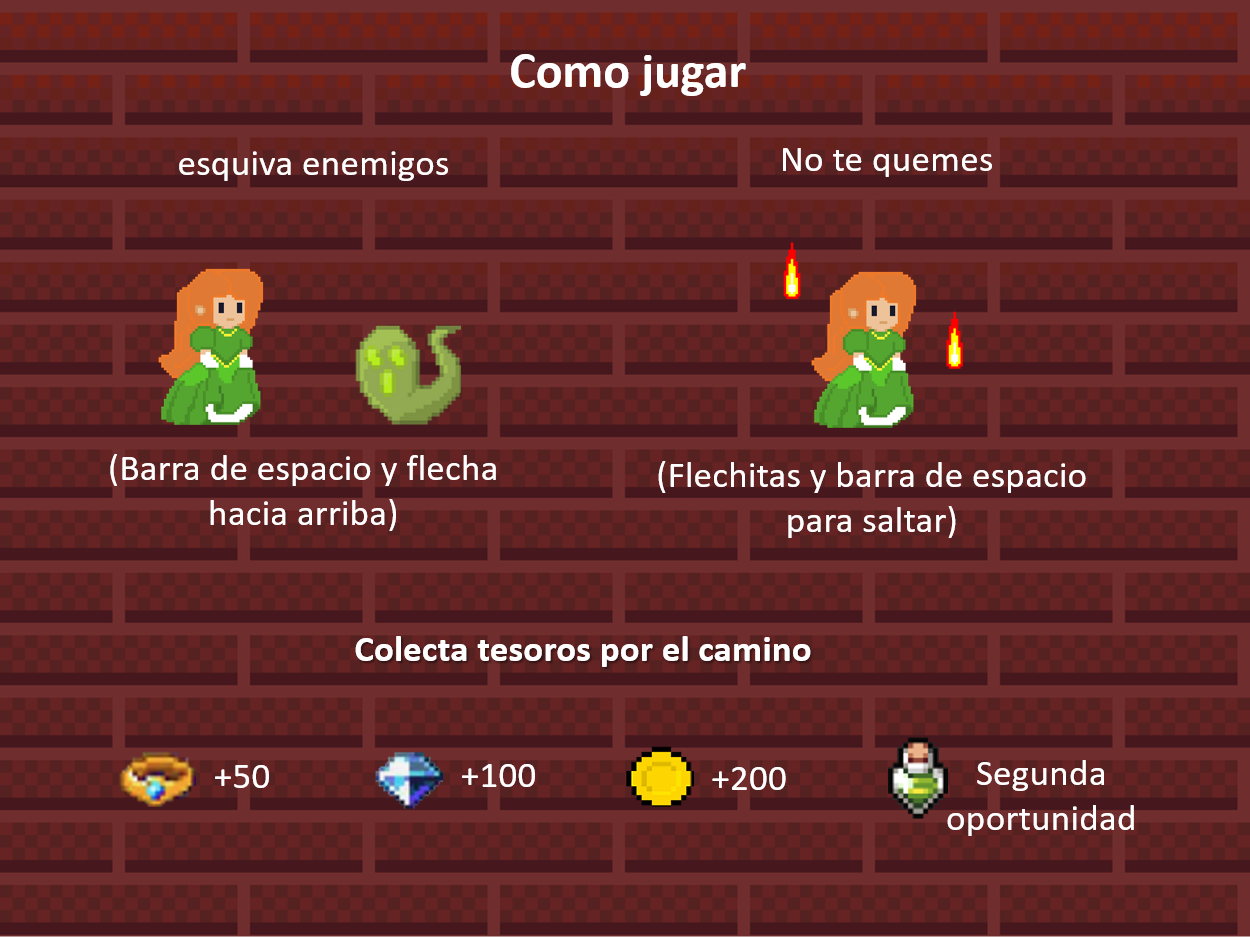 Como jugar
esquiva enemigos
No te quemes
(Barra de espacio y flecha
hacia arriba)
(Flechitas y barra de espacio
para saltar)
Colecta tesoros por el camino
+50
+100
+200
Segunda
oportunidad